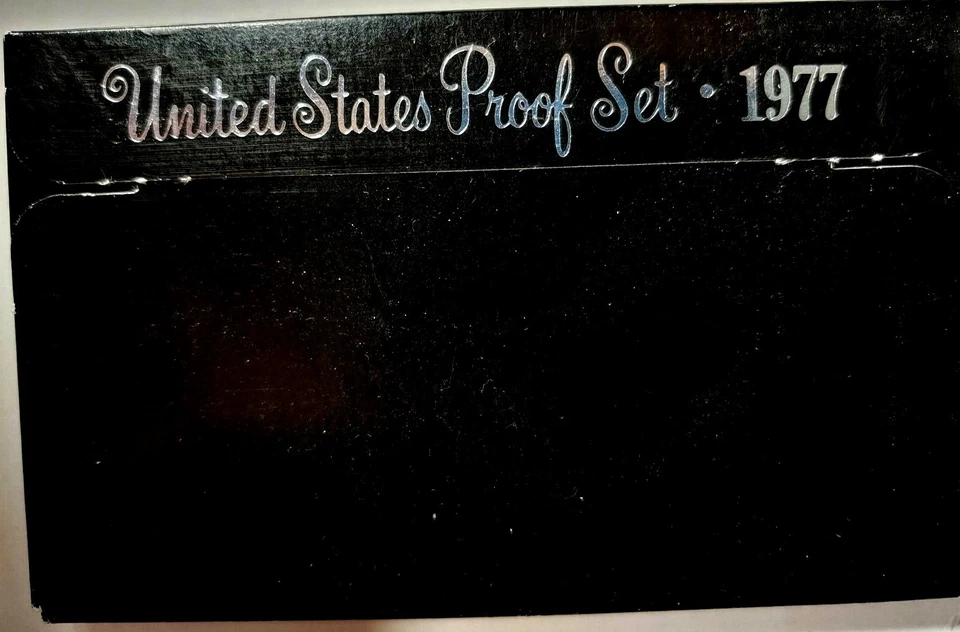 United States Proof Set • 1977